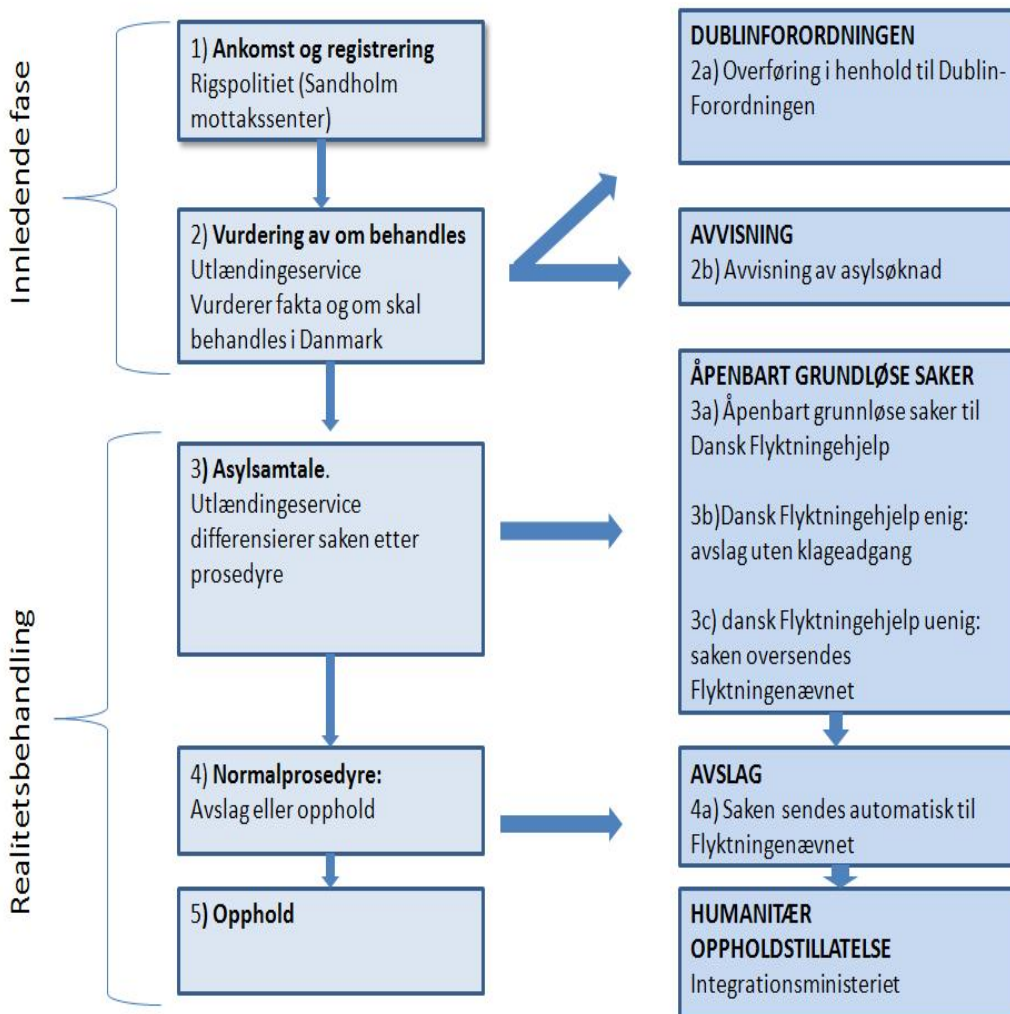 Innledende fase
1) Ankomst og registrering
Rigspolitiet (Sandholm
mottakssenter)
2) Vurdering av om behandles
Utlændingeservice
Vurderer fakta og om skal
behandles i Danmark
DUBLINFORORDNINGEN
2a) Overføring i henhold til Dublin-
Forordningen
AVVISNING
2b) Avvisning av asylsøknad
Realitetsbehandling
3) Asylsamtale.
Utlændingeservice
differensierer saken etter
prosedyre
ÅPENBART GRUNDLØSE SAKER
3a) Åpenbart grunnløse saker til
Dansk Flyktningehjelp
3b)Dansk Flyktningehjelp enig:
avslag uten klageadgang
3c) dansk Flyktningehjelp uenig:
saken oversendes
Flyktningenævnet
4) Normalprosedyre:
Avslag eller opphold
AVSLAG
4a) Saken sendes automatisk til
Flyktningenævnet
5) Opphold
HUMANITÆR
OPPHOLDSTILLATELSE
Integrationsministeriet